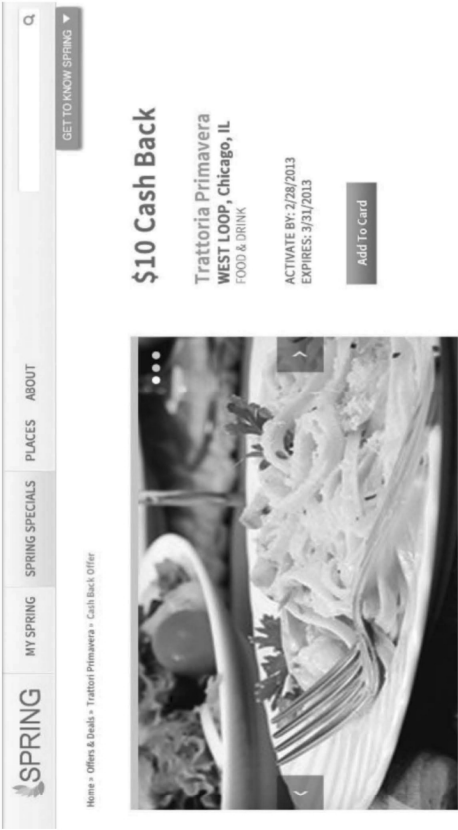 SPRING
MY SPRING
SPRING SPECIALS
PLACES
ABOUT
GET TO KNOW SPRING
Home » Offers & Deals » Trattori Primavera » Cash Back Offer
$10 Cash Back
Trattoria Primavera
WEST LOOP, Chicago, IL
FOOD & DRINK
ACTIVATE BY: 2/28/2013
EXPIRES: 3/31/2013
Add To Card